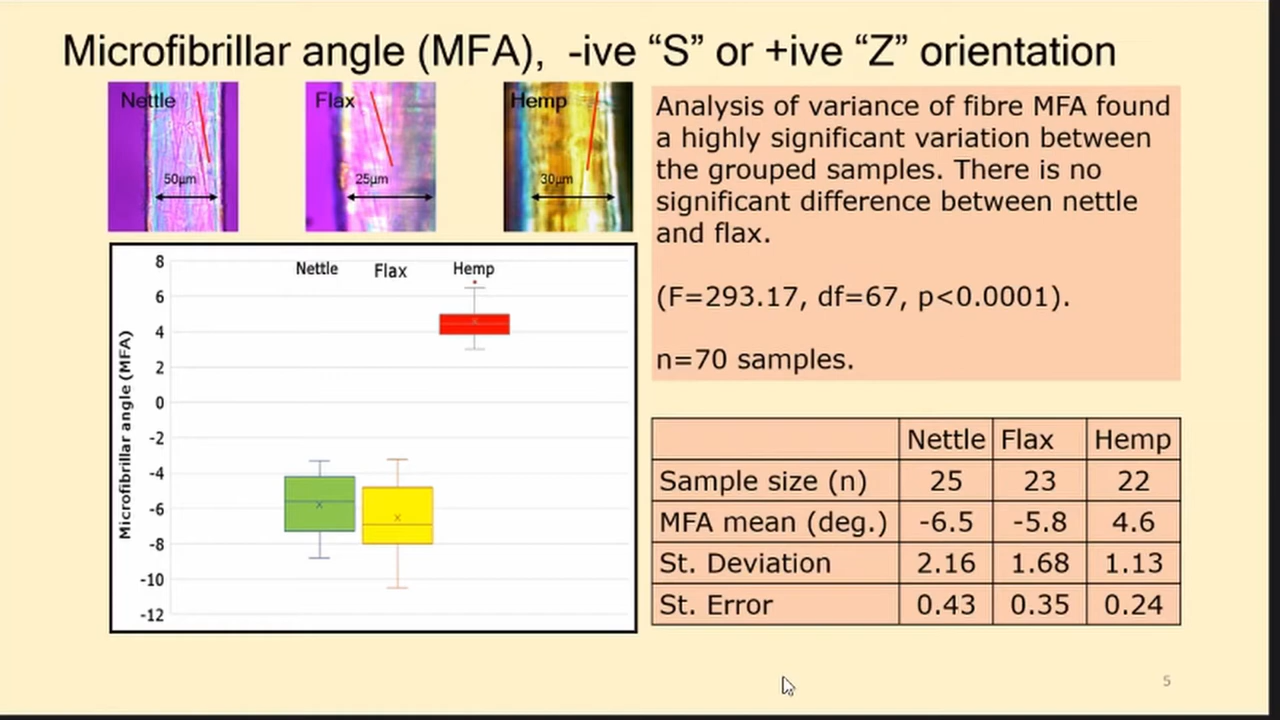 Microfibrillar angle (MFA), -ive “S” or +ive “Z” orientation
Nettle
50µm
Flax
25µm
Hemp
30µm
Analysis of variance of fibre MFA found
a highly significant variation between
the grouped samples. There is no
significant difference between nettle
and flax.
(F=293.17, df=67, p<0.0001).
n=70 samples.
Microfibrillar angle (MFA)
Nettle Flax Hemp
8
6
4
2
0
-2
-4
-6
-8
-10
-12
Nettle Flax Hemp
Sample size (n) 25 23 22
MFA mean (deg.) -6.5 -5.8 4.6
St. Deviation 2.16 1.68 1.13
St. Error 0.43 0.35 0.24
5